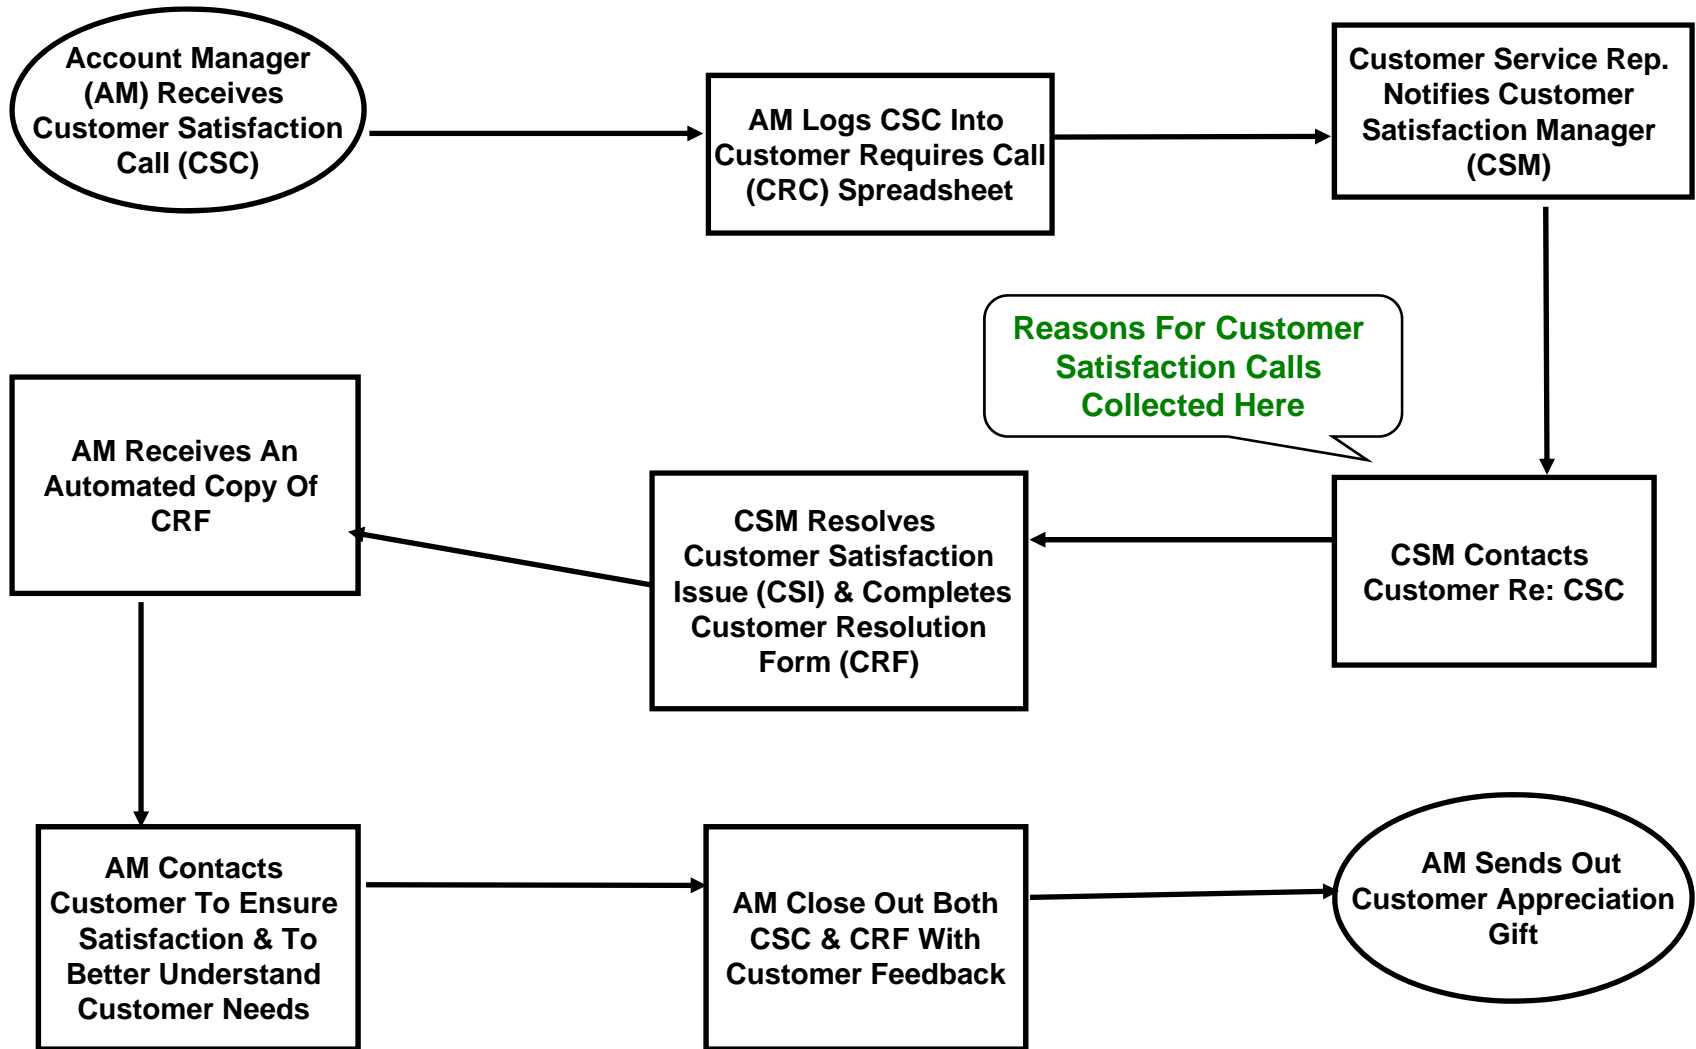 Account Manager
(AM) Receives
Customer Satisfaction
Call (CSC)
AM Logs CSC Into
Customer Requires Call
(CRC) Spreadsheet
Customer Service Rep.
Notifies Customer
Satisfaction Manager
(CSM)
Reasons For Customer
Satisfaction Calls
Collected Here
CSM Contacts
Customer Re: CSC
CSM Resolves
Customer Satisfaction
Issue (CSI) & Completes
Customer Resolution
Form (CRF)
AM Receives An
Automated Copy Of
CRF
AM Contacts
Customer To Ensure
Satisfaction & To
Better Understand
Customer Needs
AM Close Out Both
CSC & CRF With
Customer Feedback
AM Sends Out
Customer Appreciation
Gift